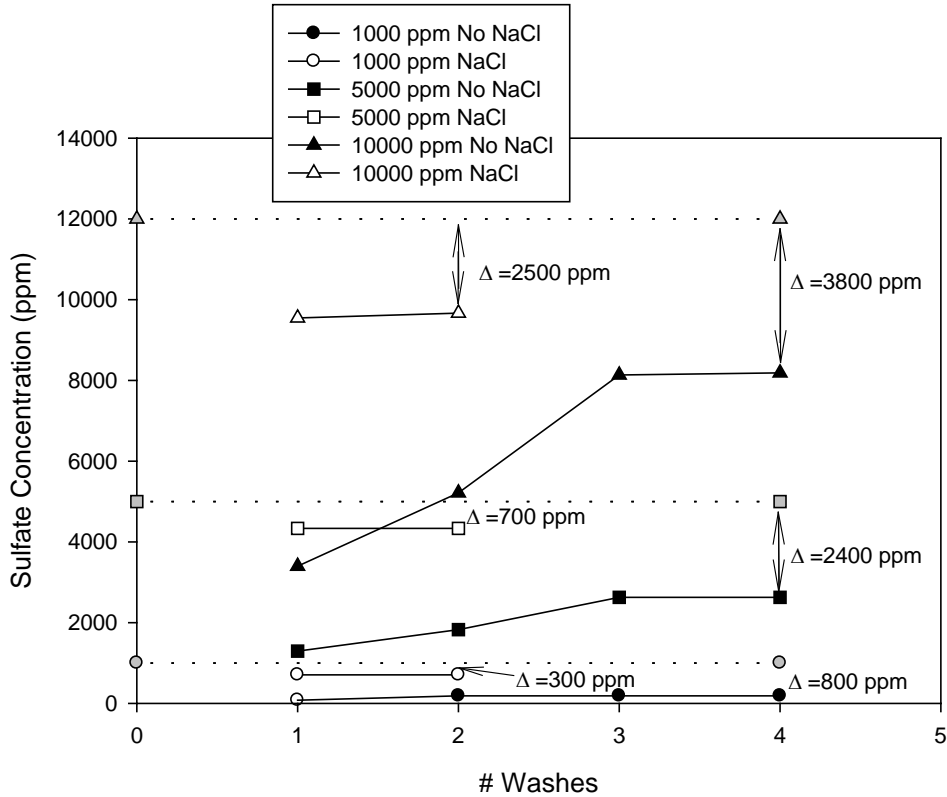 1000 ppm No NaCl
1000 ppm NaCl
5000 ppm No NaCl
5000 ppm NaCl
10000 ppm No NaCl
10000 ppm NaCl
14000
12000
10000
8000
6000
4000
2000
0
Sulfate Concentration (ppm)
Δ =2500 ppm
Δ =3800 ppm
Δ =700 ppm
Δ =2400 ppm
Δ =300 ppm
Δ =800 ppm
0 1 2 3 4 5
# Washes